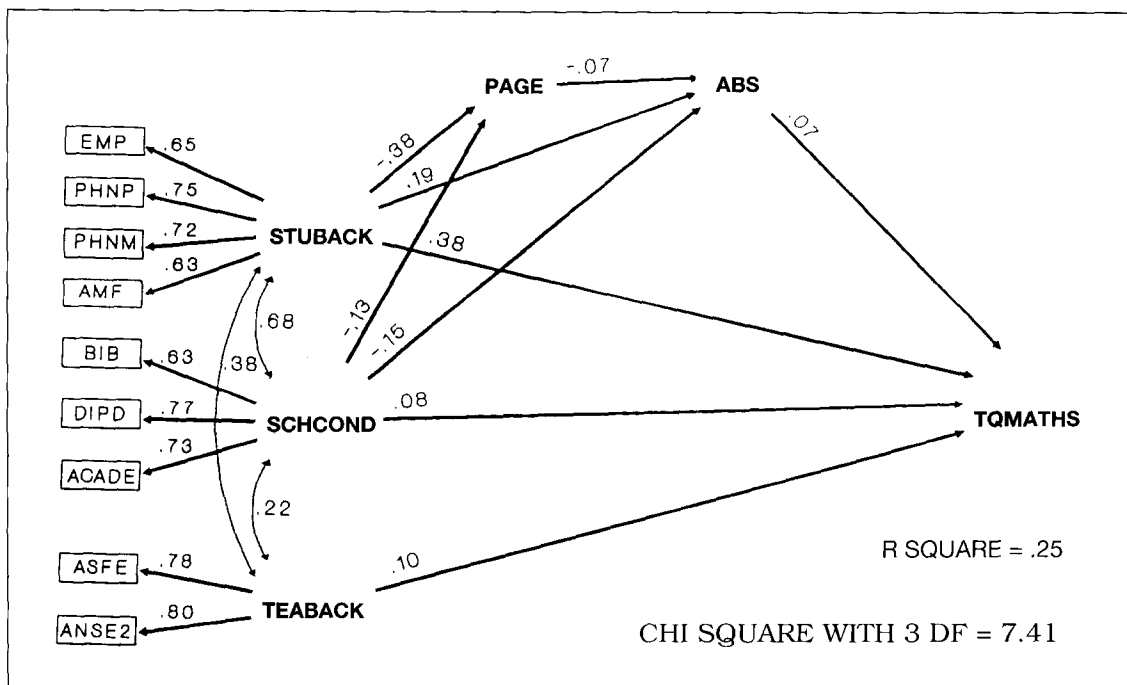 -.07
PAGE
ABS
.07
EMP
.65
-.38
.19
PHNP
.75
STUBACK
.38
PHNM
.72
AMF
.63
.68
-.13
-.15
BIB
.63
.38
DIPD
.77
SCHCOND
.08
TQMATHS
ACADE
.73
.22
R SQUARE = .25
ASFE
.78
.10
TEABACK
ANSE2
.80
CHI SQUARE WITH 3 DF = 7.41